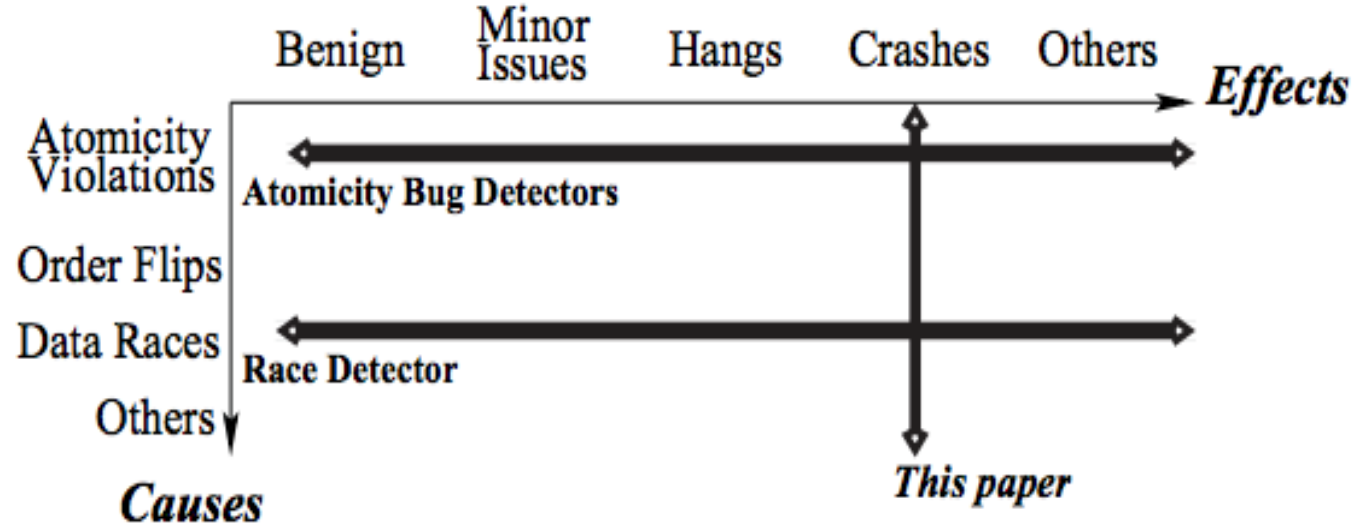 Benign
Minor
Issues
Hangs
Crashes
Others
Effects
Atomicity
Violations
Atomicity Bug Detectors
Order Flips
Data Races
Race Detector
Others
This paper
Causes